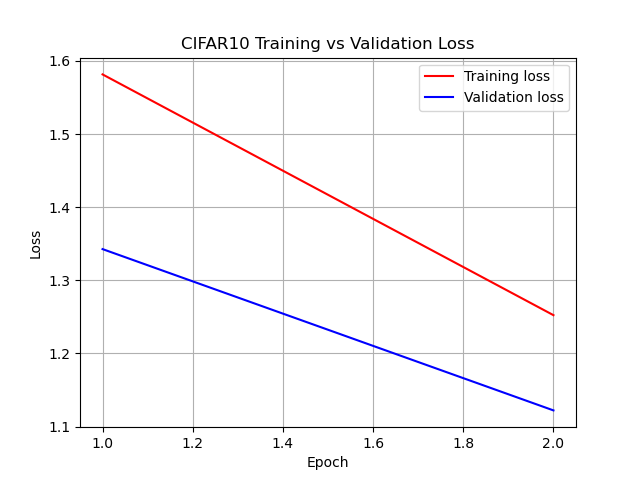 CIFAR10 Training vs Validation Loss
Training loss
Validation loss
Loss
1.6
1.5
1.4
1.3
1.2
1.1
1.0 1.2 1.4 1.6 1.8 2.0
Epoch